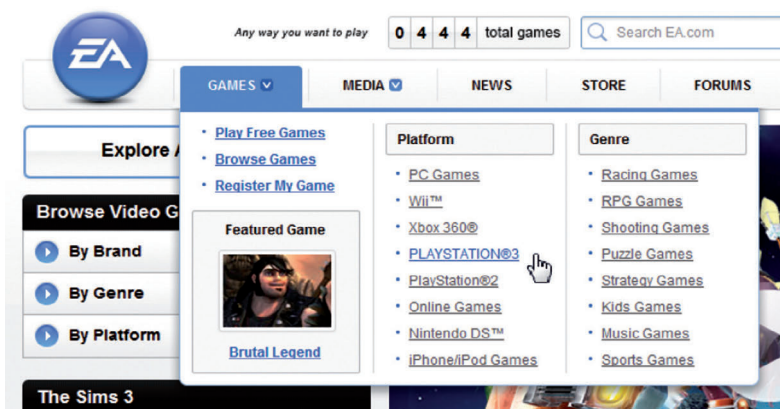 EA
Any way you want to play
0 4 4 4 total games
Search EA.com
GAMES
MEDIA
NEWS
STORE
FORUMS
Explore
Browse Video G
By Brand
By Genre
By Platform
The Sims 3
Play Free Games
Browse Games
Register My Game
Featured Game
Brutal Legend
Platform
PC Games
Wii™
Xbox 360®
PLAYSTATION®3
PlayStation®2
Online Games
Nintendo DS™
iPhone/iPod Games
Genre
Racing Games
RPG Games
Shooting Games
Puzzle Games
Strategy Games
Kids Games
Music Games
Sports Games